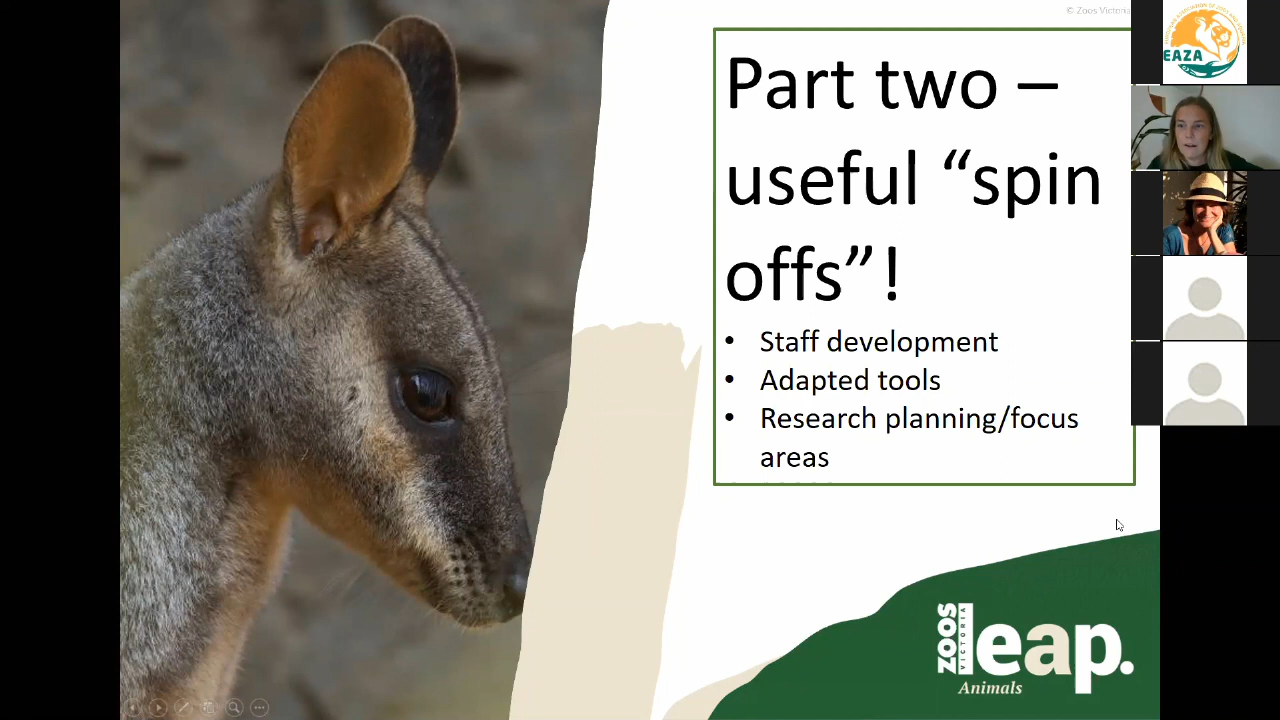 © Zoos Victoria
Part two –
useful “spin
offs”!
• Staff development
• Adapted tools
• Research planning/focus
areas
EAZA
ZOOS
VICTORIA
leap.
Animals